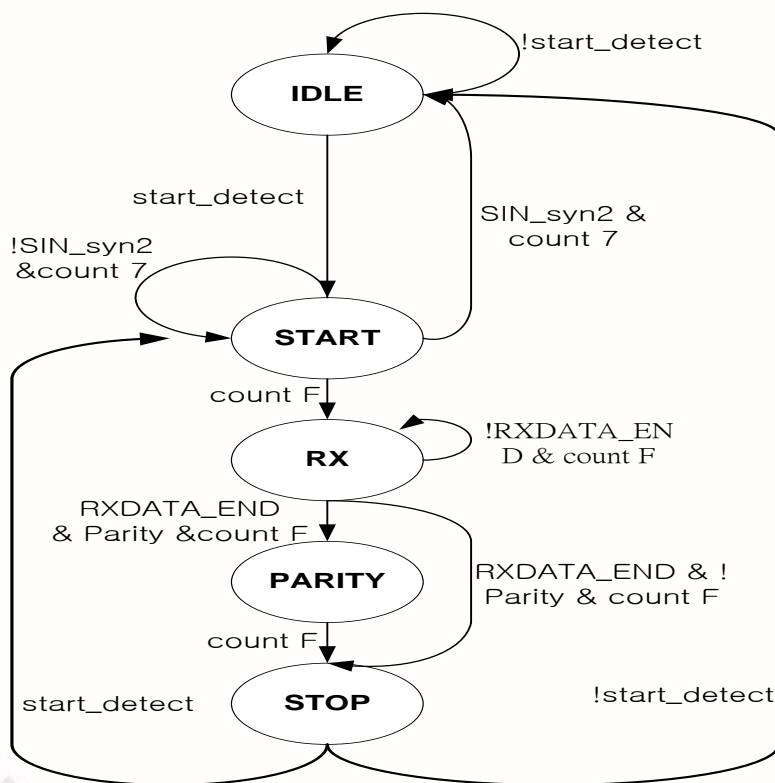 !start_detect
IDLE
start_detect
SIN_syn2 &
count 7
!SIN_syn2
&count 7
START
count F
!RXDATA_EN
D & count F
RX
RXDATA_END
& Parity &count F
PARITY
RXDATA_END & !
Parity & count F
count F
STOP
start_detect
!start_detect